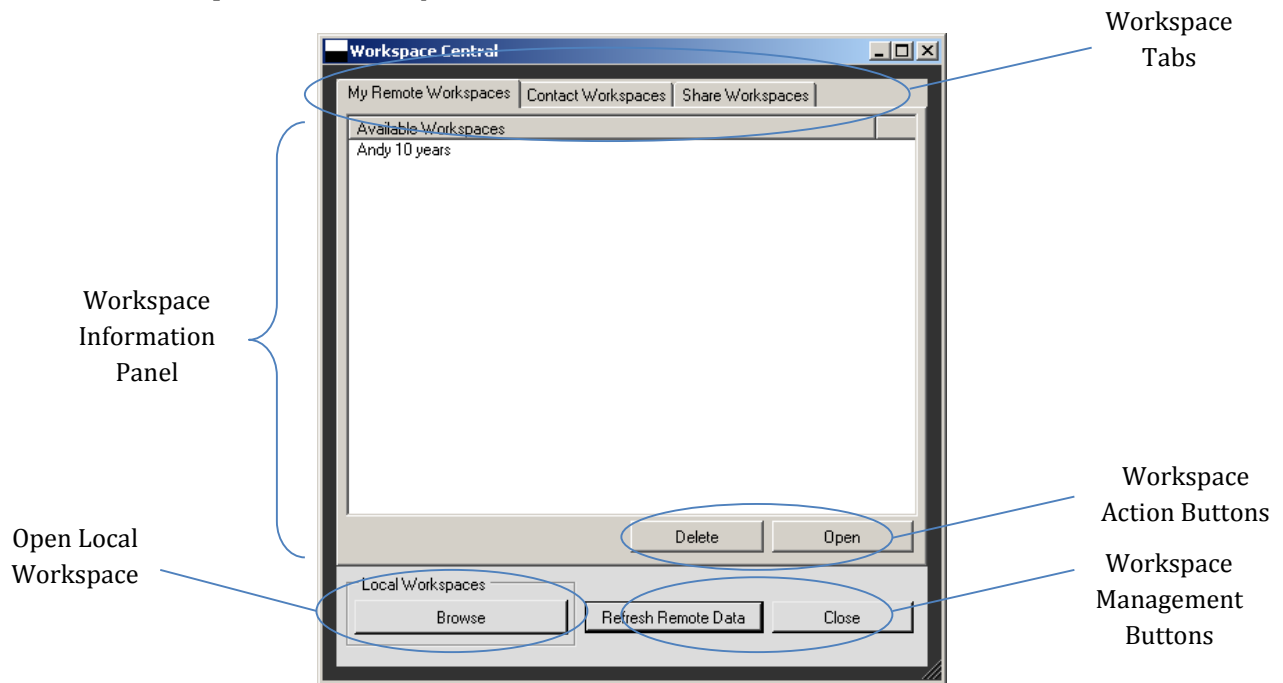 Workspace
Tabs
Workspace Central
My Remote Workspaces Contact Workspaces Share Workspaces
Available Workspaces
Andy 10 years
Workspace
Information
Panel
Workspace
Action Buttons
Delete Open
Open Local
Workspace
Workspace
Management
Buttons
Local Workspaces
Browse Refresh Remote Data Close